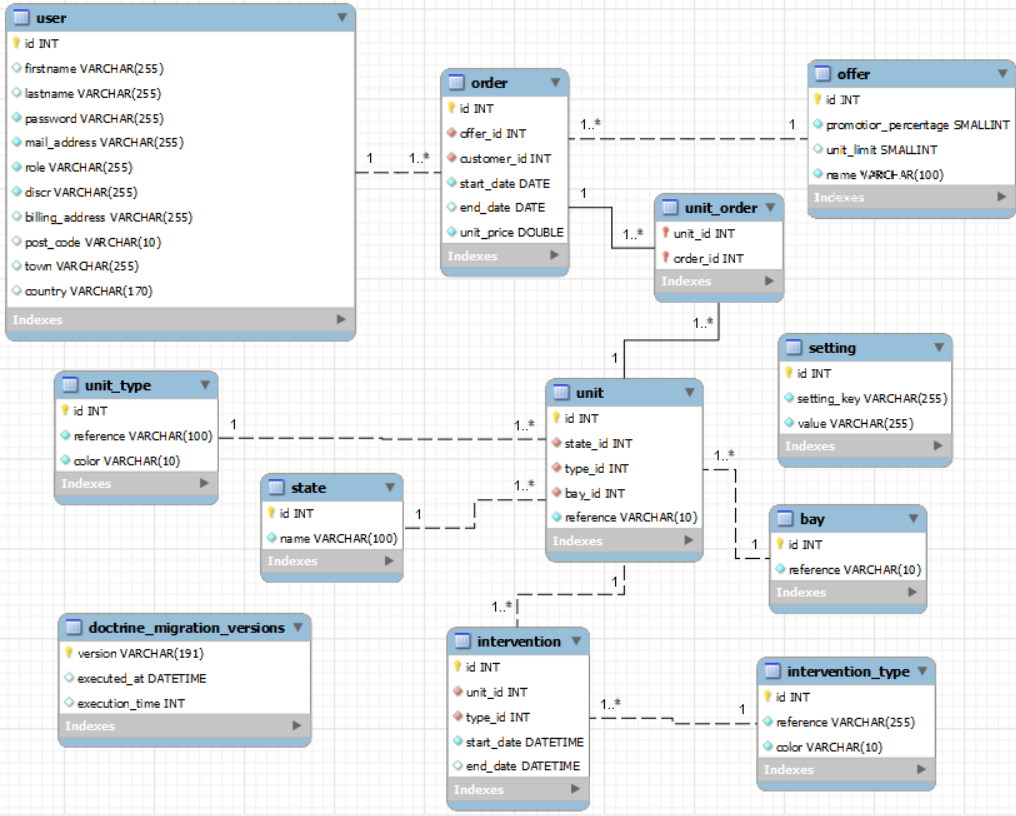 user
id INT
firstname VARCHAR(255)
lastname VARCHAR(255)
password VARCHAR(255)
mail_address VARCHAR(255)
role VARCHAR(255)
discr VARCHAR(255)
billing_address VARCHAR(255)
post_code VARCHAR(10)
town VARCHAR(255)
country VARCHAR(170)
Indexes
1
1..*
order
id INT
offer_id INT
customer_id INT
start_date DATE
end_date DATE
unit_price DOUBLE
Indexes
1..*
1
offer
id INT
promotior_percentage SMALLINT
unit_limit SMALLINT
name VARCHAR(100)
Indexes
1
1..*
unit_order
unit_id INT
order_id INT
Indexes
1..*
1
setting
id INT
setting_key VARCHAR(255)
value VARCHAR(255)
Indexes
unit_type
id INT
reference VARCHAR(100)
color VARCHAR(10)
Indexes
1
1..*
unit
id INT
state_id INT
type_id INT
bay_id INT
reference VARCHAR(10)
Indexes
state
id INT
name VARCHAR(100)
Indexes
1
1..*
1..*
1
bay
id INT
reference VARCHAR(10)
Indexes
1
1..*
doctrine_migration_versions
version VARCHAR(191)
executed_at DATETIME
execution_time INT
Indexes
intervention
id INT
unit_id INT
type_id INT
start_date DATETIME
end_date DATETIME
Indexes
1..*
1
intervention_type
id INT
reference VARCHAR(255)
color VARCHAR(10)
Indexes